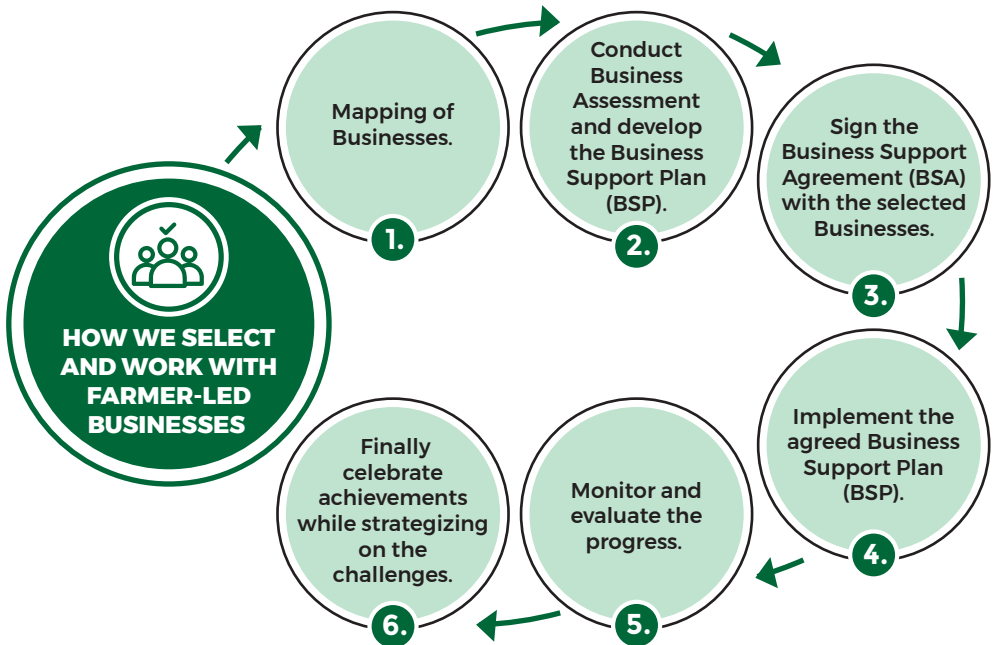 HOW WE SELECT
AND WORK WITH
FARMER-LED
BUSINESSES
Mapping of
Businesses.
1.
Conduct
Business
Assessment
and develop
the Business
Support Plan
(BSP).
2.
Sign the
Business Support
Agreement (BSA)
with the selected
Businesses.
3.
Implement the
agreed Business
Support Plan
(BSP).
4.
Monitor and
evaluate the
progress.
5.
Finally
celebrate
achievements
while strategizing
on the
challenges.
6.